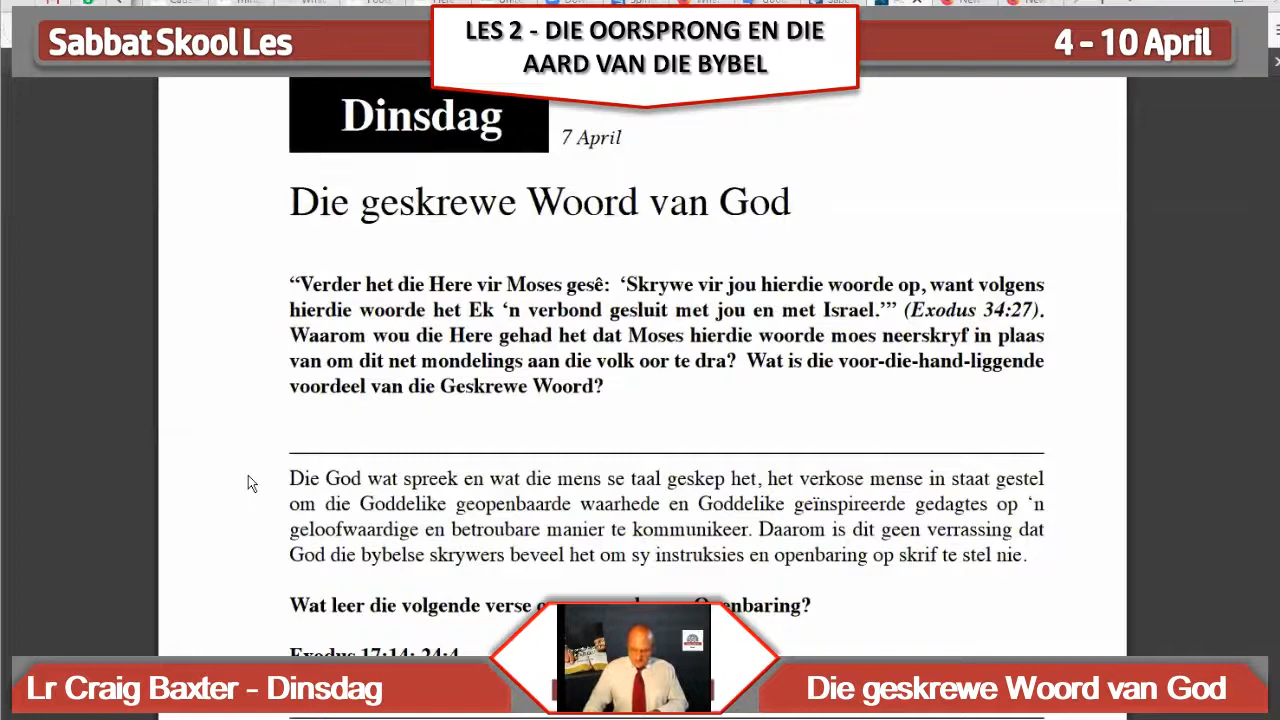 Sabbat Skool Les
LES 2 - DIE OORSPRONG EN DIE
AARD VAN DIE BYBEL
4 - 10 April
Dinsdag
7 April
Die geskrewe Woord van God
“Verder het die Here vir Moses gesê: ‘Skrywe vir jou hierdie woorde op, want volgens
hierdie woorde het Ek ‘n verbond gesluit met jou en met Israel.’” (Exodus 34:27).
Waarom wou die Here gehad het dat Moses hierdie woorde moes neerskryf in plaas
van om dit net mondelings aan die volk oor te dra? Wat is die voor-die-hand-liggende
voordeel van die Geskrewe Woord?
Die God wat spreek en wat die mens se taal geskep het, het verkose mense in staat gestel
om die Goddelike geopenbaarde waarhede en Goddelike geïnspireerde gedagtes op ‘n
geloofwaardige en betroubare manier te kommunikeer. Daarom is dit geen verrassing dat
God die bybelse skrywers beveel het om sy instruksies en openbaring op skrif te stel nie.
Wat leer die volgende verse
Exodus 17:14; 24:4
Lr Craig Baxter - Dinsdag
Die geskrewe Woord van God